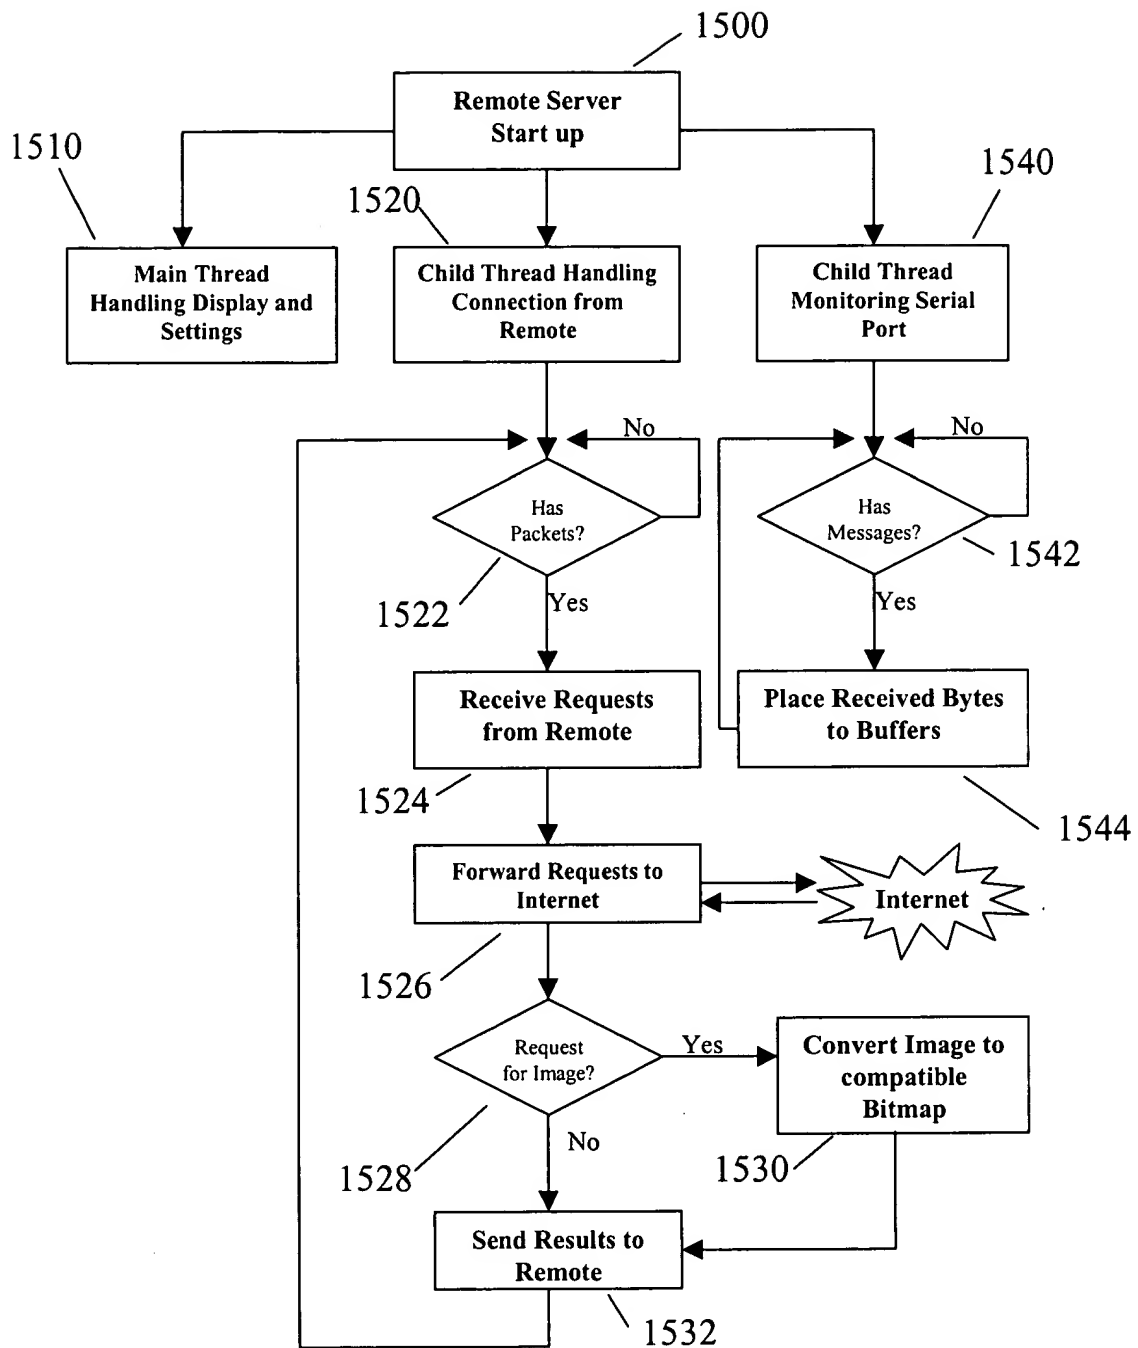 1500
Remote Server
Start up
1510
1520
1540
Main Thread
Handling Display and
Settings
Child Thread Handling
Connection from
Remote
Child Thread
Monitoring Serial
Port
No
No
Has
Packets?
Has
Messages?
1522
1542
Yes
Yes
Receive Requests
from Remote
Place Received Bytes
to Buffers
1524
1544
Forward Requests to
Internet
Internet
1526
Request
for Image?
Yes
Convert Image to
compatible
Bitmap
No
1528
1530
Send Results to
Remote
1532